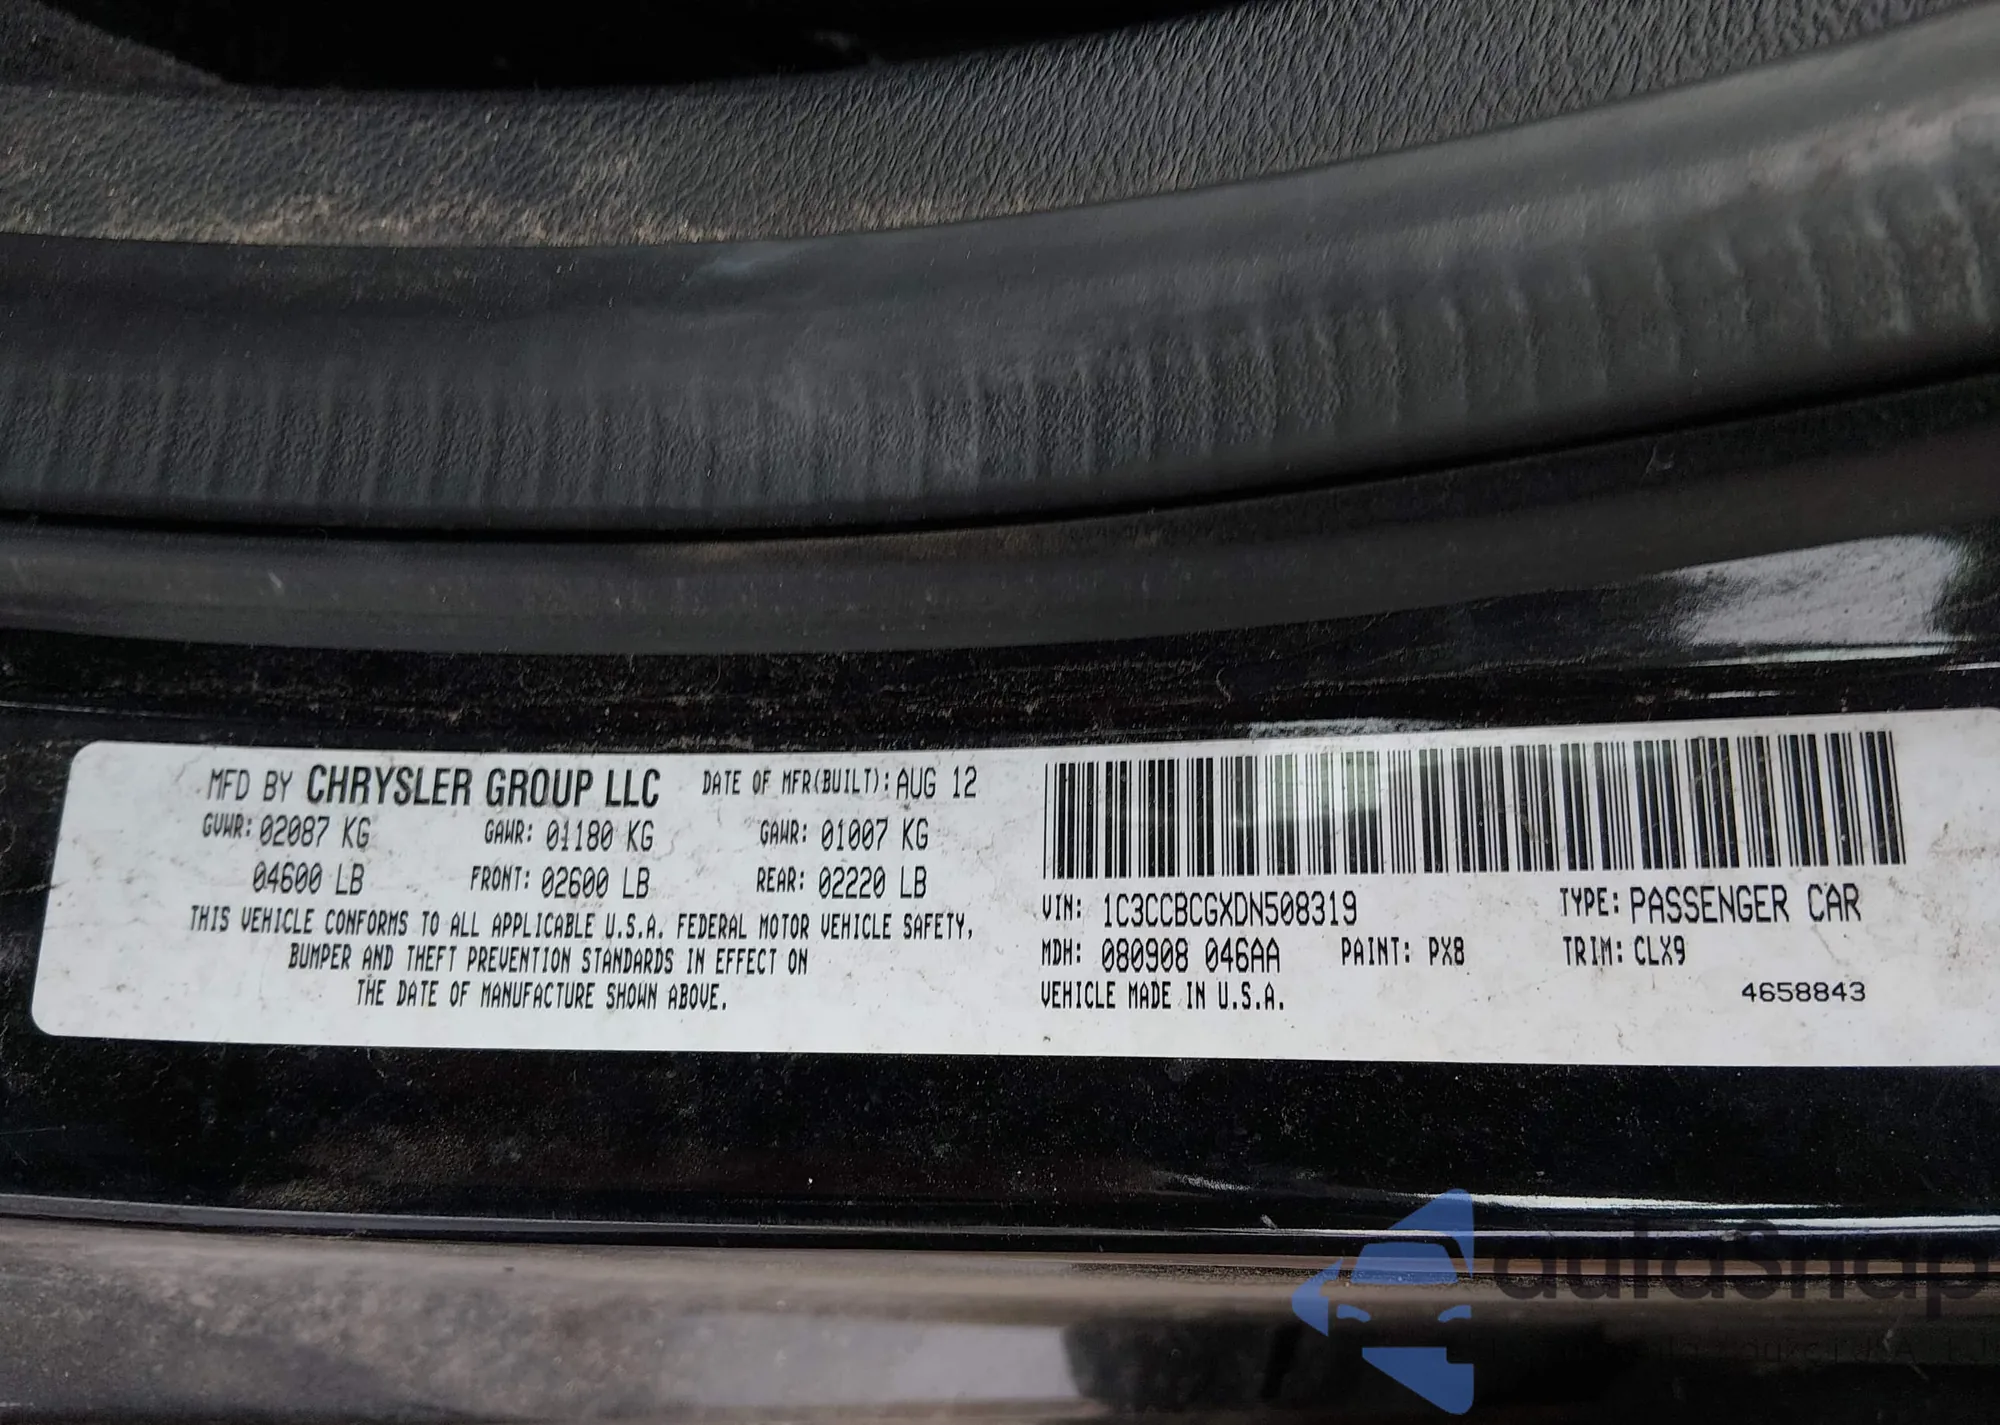 MFD BY CHRYSLER GROUP LLC DATE OF MFR(BUILT): AUG 12
GVWR: 02087 KG GAWR: 01180 KG GAWR: 01007 KG
04600 LB FRONT: 02600 LB REAR: 02220 LB
THIS VEHICLE CONFORMS TO ALL APPLICABLE U.S.A. FEDERAL MOTOR VEHICLE SAFETY,
BUMPER AND THEFT PREVENTION STANDARDS IN EFFECT ON
THE DATE OF MANUFACTURE SHOWN ABOVE.
VIN: 1C3CCBCGXDN508319 TYPE: PASSENGER CAR
MDH: 080908 046AA PAINT: PX8 TRIM: CLX9
VEHICLE MADE IN U.S.A. 4658843